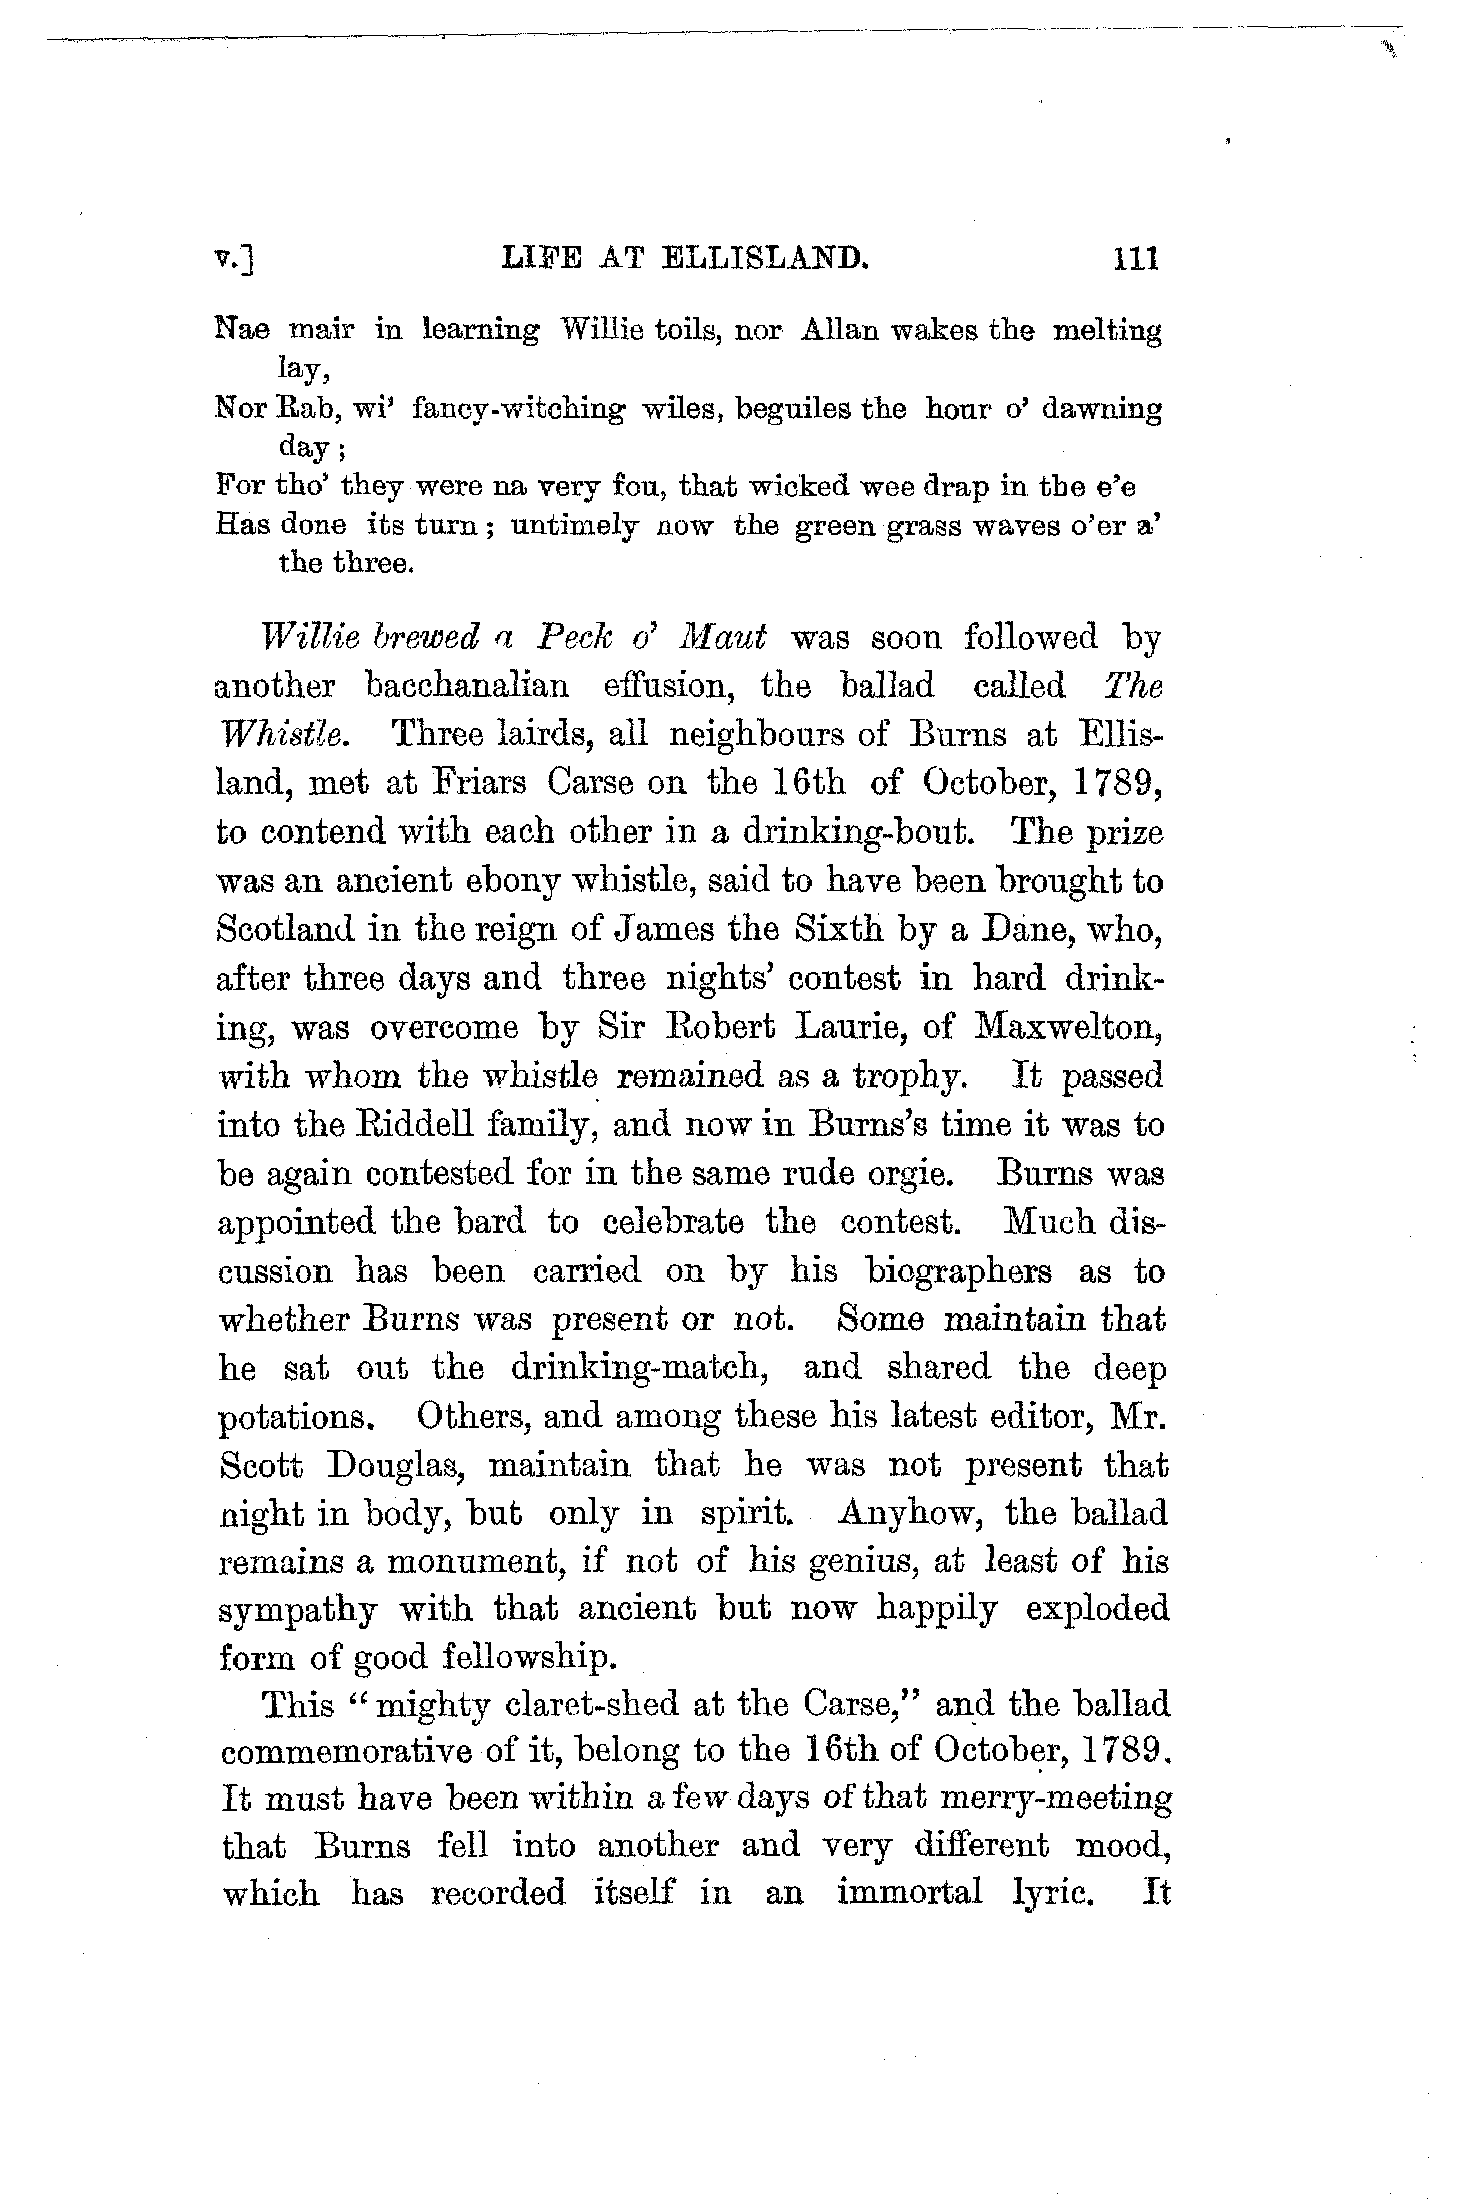 v.] LIFE AT ELLISLAND. 111
Nae mair in learning Willie toils, nor Allan wakes the melting
lay,
Nor Rab, wi' fancy-witching wiles, beguiles the hour o' dawning
day ;
For tho' they were na very fou, that wicked wee drap in the e'e
Has done its turn ; untimely now the green grass waves o'er a'
the three.
Willie brewed a Peck o' Maut was soon followed by
another bacchanalian effusion, the ballad called The
Whistle. Three lairds, all neighbours of Burns at Ellis-
land, met at Friars Carse on the 16th of October, 1789,
to contend with each other in a drinking-bout. The prize
was an ancient ebony whistle, said to have been brought to
Scotland in the reign of James the Sixth by a Dane, who,
after three days and three nights' contest in hard drink-
ing, was overcome by Sir Robert Laurie, of Maxwelton,
with whom the whistle remained as a trophy. It passed
into the Riddell family, and now in Burns's time it was to
be again contested for in the same rude orgie. Burns was
appointed the bard to celebrate the contest. Much dis-
cussion has been carried on by his biographers as to
whether Burns was present or not. Some maintain that
he sat out the drinking-match, and shared the deep
potations. Others, and among these his latest editor, Mr.
Scott Douglas, maintain that he was not present that
night in body, but only in spirit. Anyhow, the ballad
remains a monument, if not of his genius, at least of his
sympathy with that ancient but now happily exploded
form of good fellowship.
This "mighty claret-shed at the Carse," and the ballad
commemorative of it, belong to the 16th of October, 1789.
It must have been within a few days of that merry-meeting
that Burns fell into another and very different mood,
which has recorded itself in an immortal lyric. It